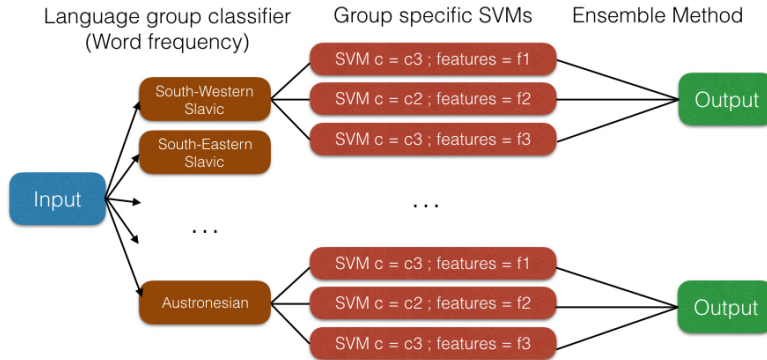 Language group classifier
(Word frequency)
Group specific SVMs
Ensemble Method
Input
South-Western
Slavic
South-Eastern
Slavic
. . .
Austronesian
SVM c = c3 ; features = f1
SVM c = c2 ; features = f2
SVM c = c3 ; features = f3
. . .
SVM c = c3 ; features = f1
SVM c = c2 ; features = f2
SVM c = c3 ; features = f3
Output
Output